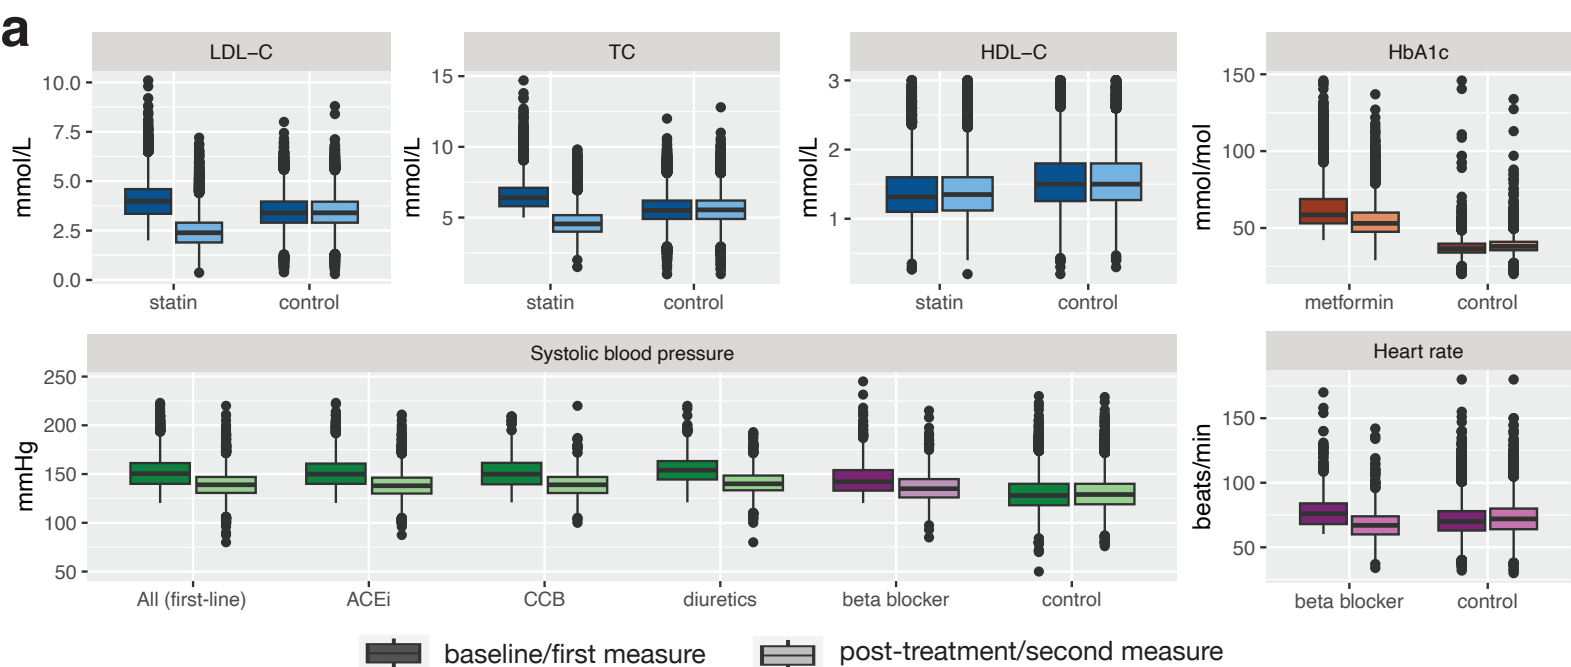 a
LDL−C
TC
HDL−C
HbA1c
mmol/L
10.0
7.5
5.0
2.5
0.0
statin
control
mmol/L
15
10
5
statin
control
mmol/L
3
2
1
statin
control
mmol/mol
150
100
50
metformin
control
Systolic blood pressure
Heart rate
mmHg
250
200
150
100
50
All (first-line)
ACEi
CCB
diuretics
beta blocker
control
beats/min
150
100
50
beta blocker
control
baseline/first measure
post-treatment/second measure